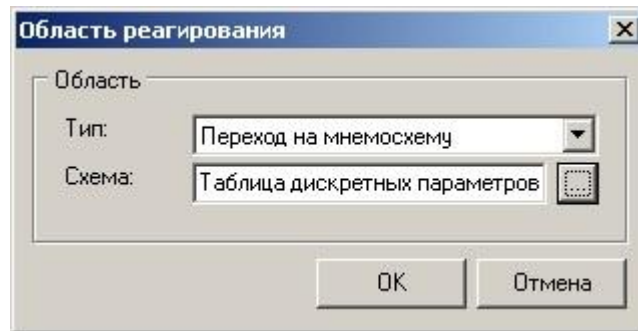 Область реагирования
Область
Тип: Переход на мнемосхему
Схема: Таблица дискретных параметров ...
OK Отмена